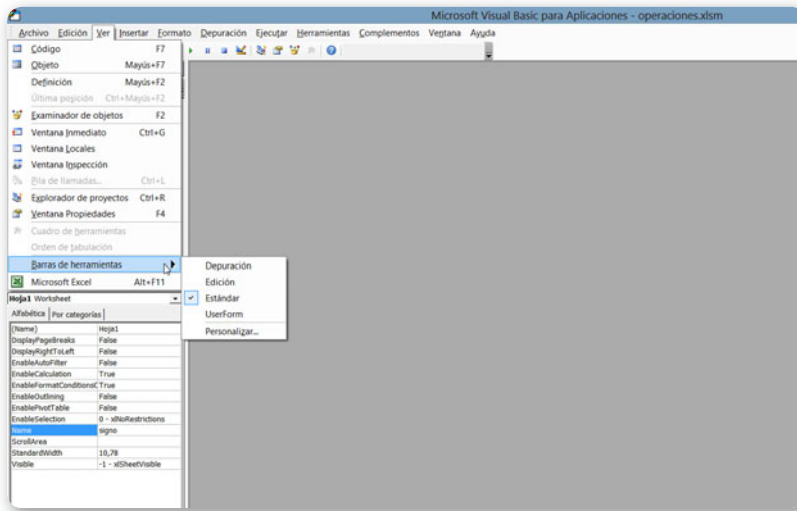 Microsoft Visual Basic para Aplicaciones - operaciones.xlsm
Archivo Edición Ver Insertar Formato Depuración Ejecutar Herramientas Complementos Ventana Ayuda
Código F7
Objeto Mayús+F7
Definición Mayús+F2
Última posición Ctrl+Mayús+F2
Examinador de objetos F2
Ventana Inmediato Ctrl+G
Ventana Locales
Ventana Inspección
Pila de llamadas... Ctrl+L
Explorador de proyectos Ctrl+R
Ventana Propiedades F4
Cuadro de herramientas
Orden de tabulación
Barras de herramientas
Microsoft Excel Alt+F11
Depuración
Edición
Estándar
UserForm
Personalizar...
Hoja1 Worksheet
Alfabética Por categorías
(Name) Hoja1
DisplayPageBreaks False
DisplayRightToLeft False
EnableAutoFilter False
EnableCalculation True
EnableFormatConditionsC True
EnableOutlining False
EnablePivotTable False
EnableSelection 0 - xlNoRestrictions
Name signo
ScrollArea
StandardWidth 10,78
Visible -1 - xlSheetVisible